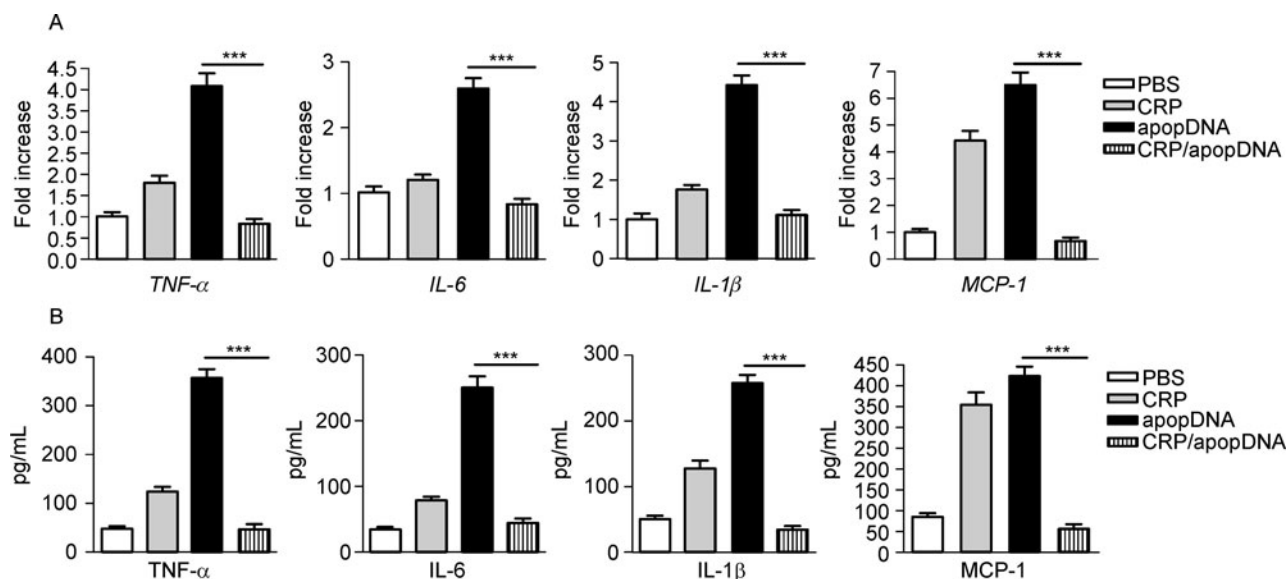 A
*** *** *** ***
Fold increase 4.5 4.0 3.5 3.0 2.5 2.0 1.5 1.0 0.5 0.0
Fold increase 3 2 1 0
Fold increase 5 4 3 2 1 0
Fold increase 7 6 5 4 3 2 1 0
PBS
CRP
apopDNA
CRP/apopDNA
TNF-α IL-6 IL-1β MCP-1
B
*** *** *** ***
pg/mL 400 300 200 100 0
pg/mL 300 200 100 0
pg/mL 300 200 100 0
pg/mL 450 400 350 300 250 200 150 100 50 0
PBS
CRP
apopDNA
CRP/apopDNA
TNF-α IL-6 IL-1β MCP-1